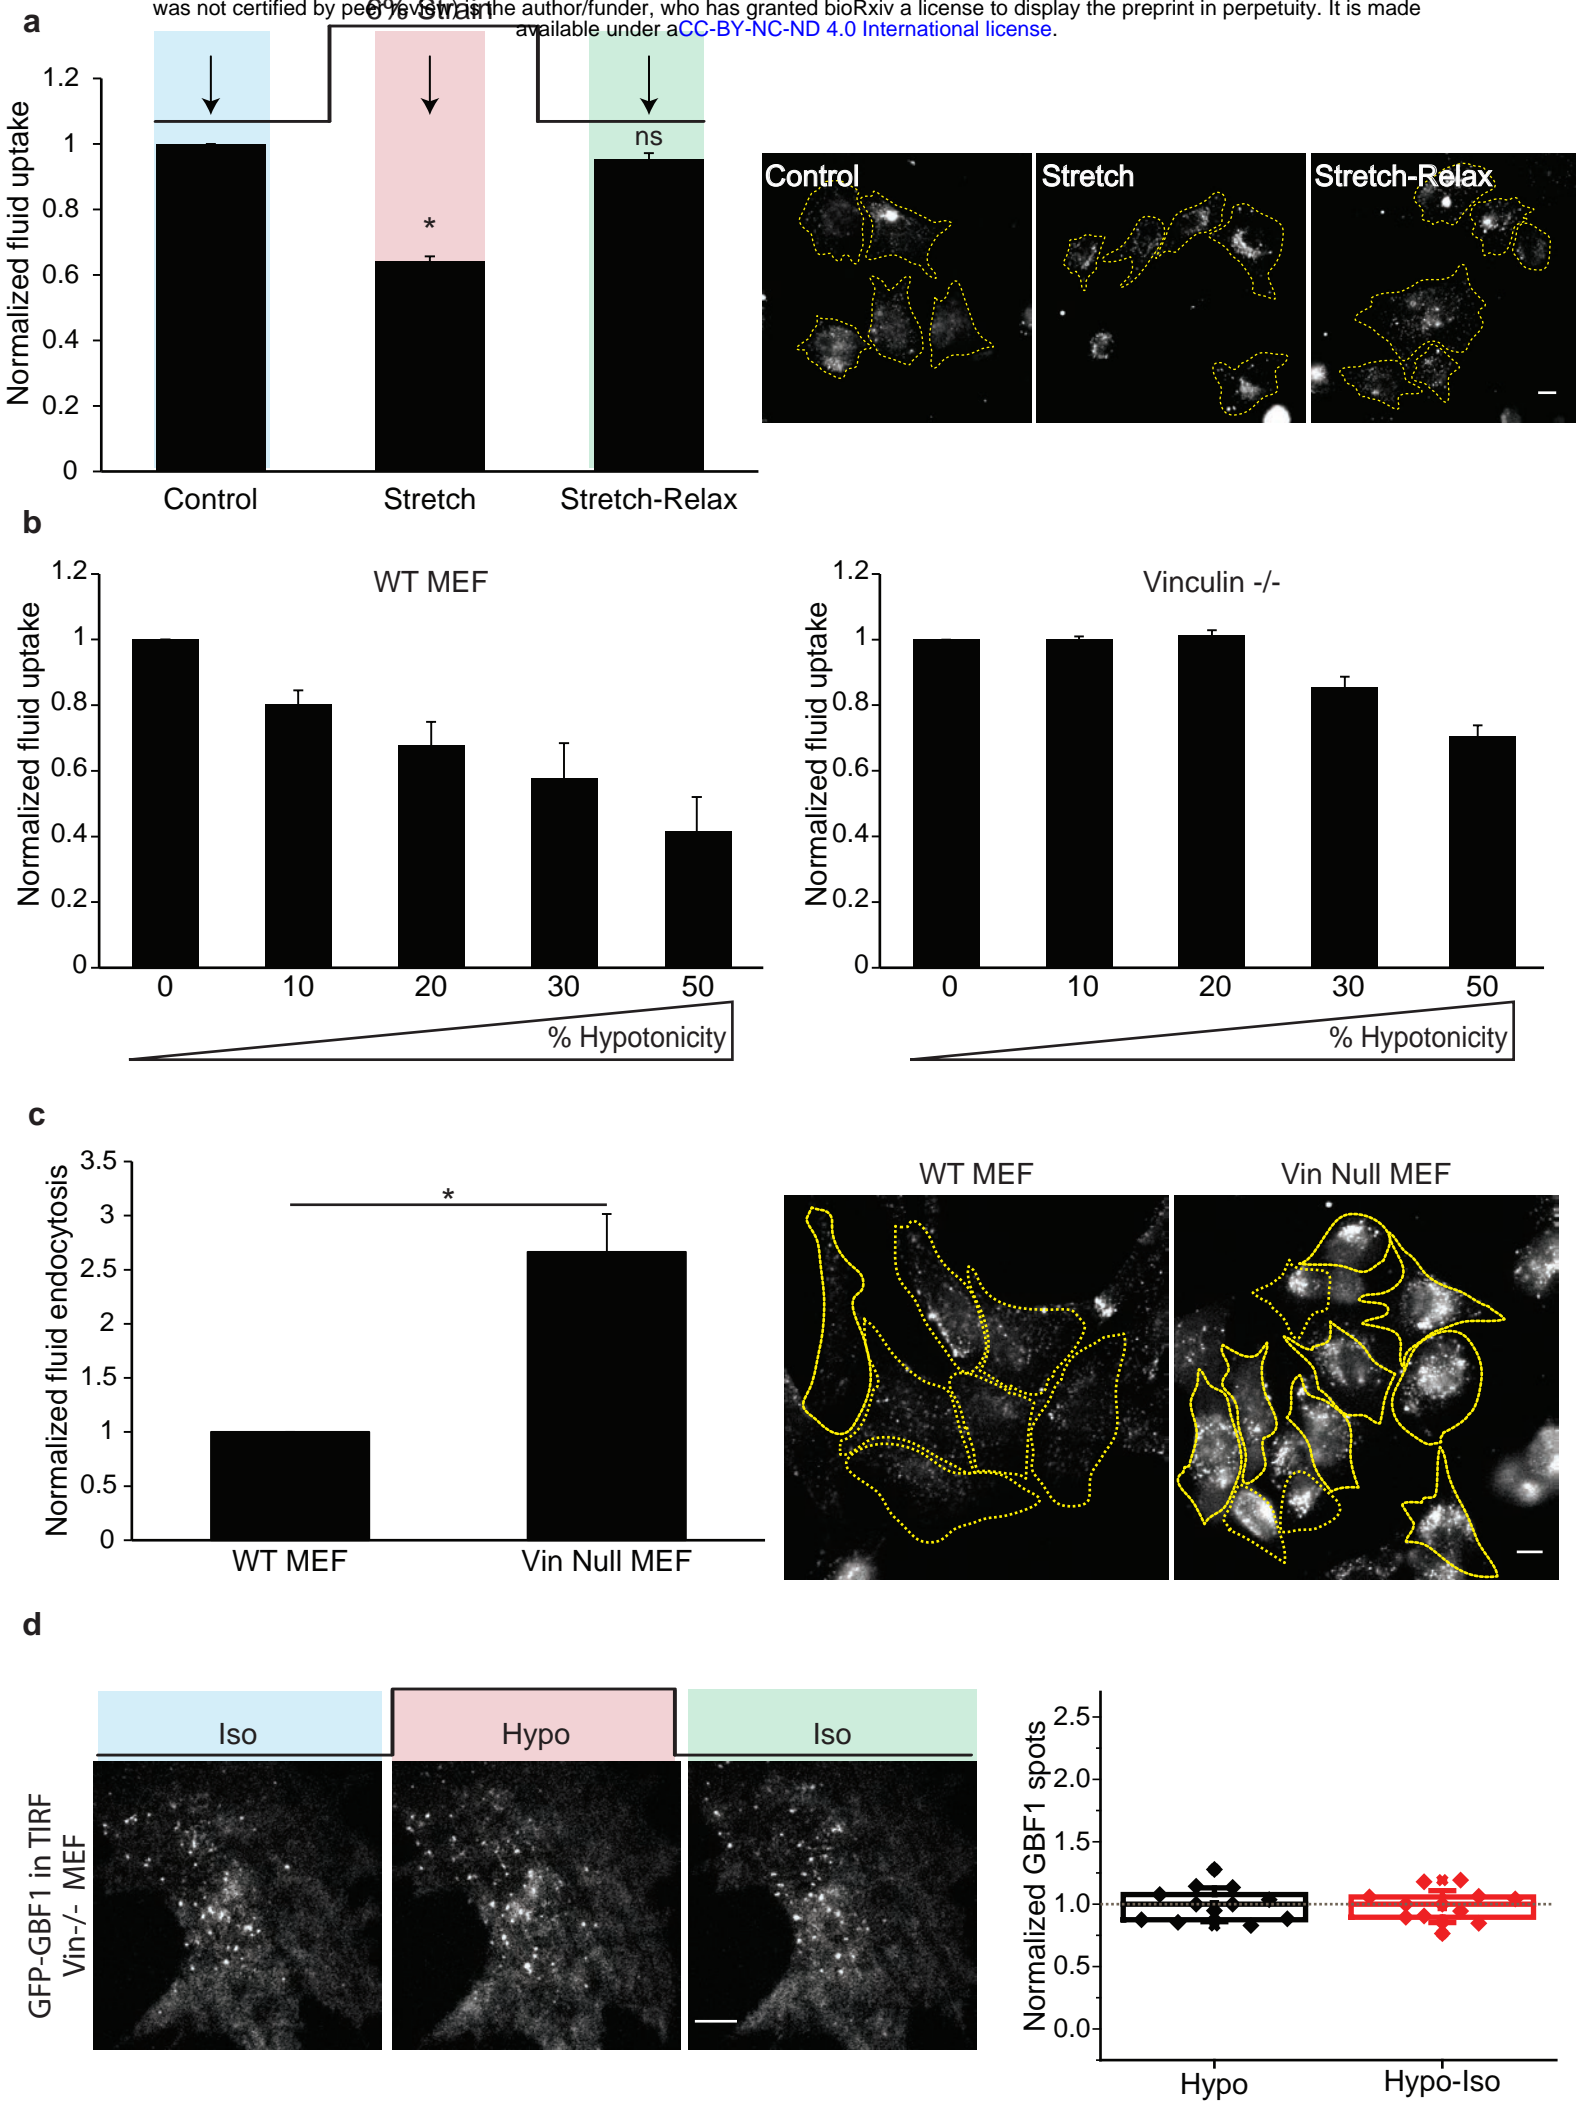 was not certified by peer review) is the author/funder, who has granted bioRxiv a license to display the preprint in perpetuity. It is made
available under aCC-BY-NC-ND 4.0 International license.
a
6% Strain
Normalized fluid uptake
1.2
1
0.8
0.6
0.4
0.2
0
*
ns
Control
Stretch
Stretch-Relax
Control
Stretch
Stretch-Relax
b
WT MEF
Normalized fluid uptake
1.2
1
0.8
0.6
0.4
0.2
0
0 10 20 30 50
% Hypotonicity
Vinculin -/-
Normalized fluid uptake
1.2
1
0.8
0.6
0.4
0.2
0
0 10 20 30 50
% Hypotonicity
c
Normalized fluid endocytosis
3.5
3
2.5
2
1.5
1
0.5
0
*
WT MEF
Vin Null MEF
WT MEF
Vin Null MEF
d
Iso
Hypo
Iso
GFP-GBF1 in TIRF
Vin-/- MEF
Normalized GBF1 spots
2.5
2.0
1.5
1.0
0.5
0.0
Hypo
Hypo-Iso